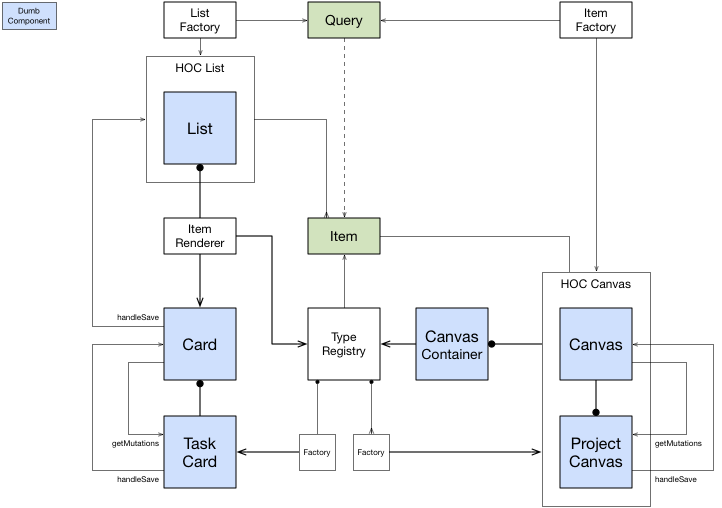 Dumb
Component
List
Factory
Query
Item
Factory
HOC List
List
Item
Renderer
Item
HOC Canvas
handleSave
Card
Type
Registry
Canvas
Container
Canvas
getMutations
Task
Card
handleSave
Factory
Factory
Project
Canvas
getMutations
handleSave